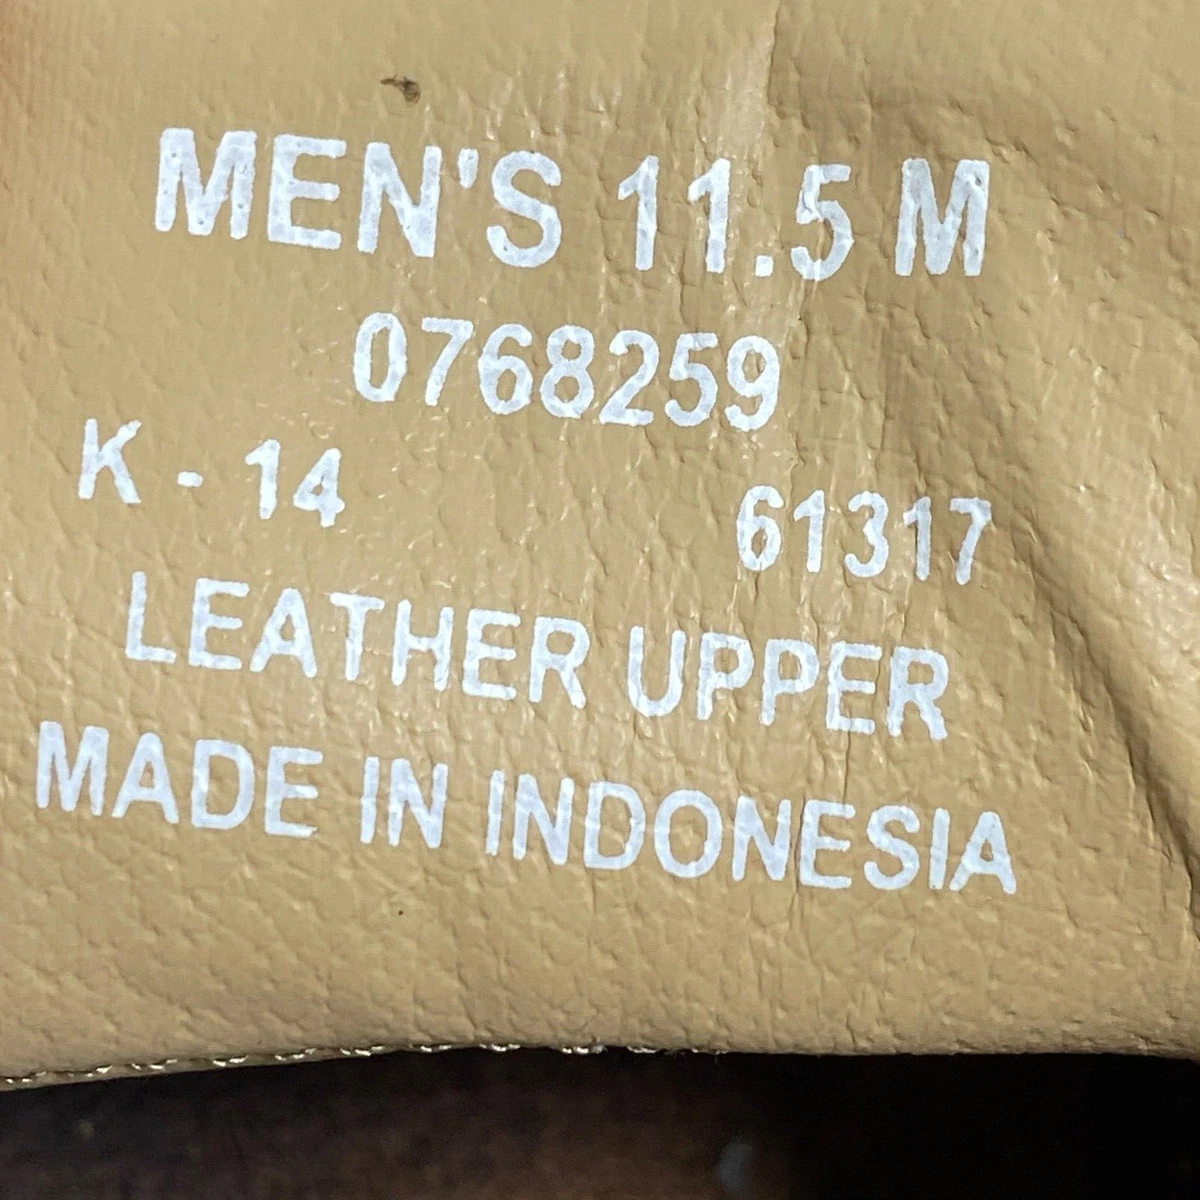 MEN'S 11.5 M
0768259
K - 14 61317
LEATHER UPPER
MADE IN INDONESIA